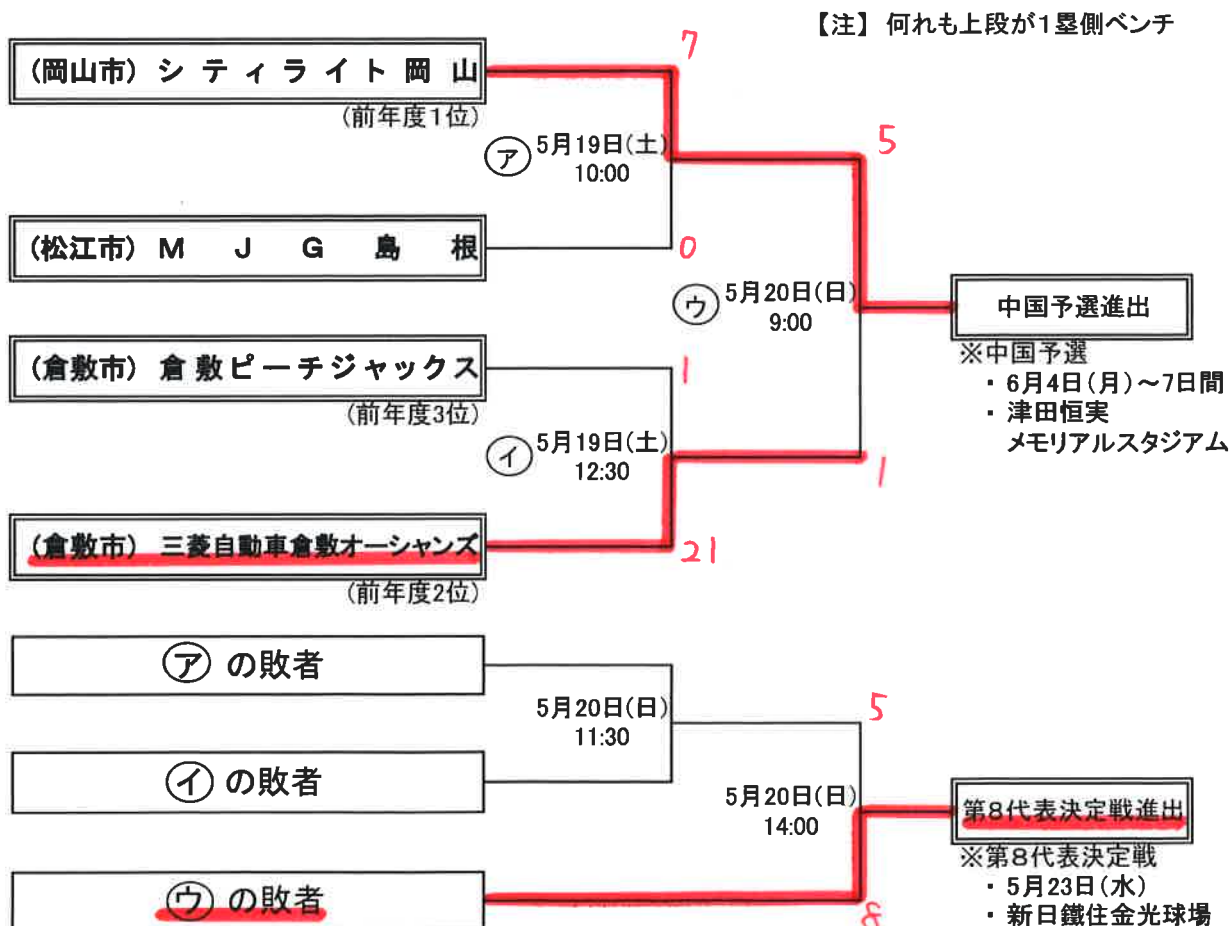 【注】 何れも上段が1塁側ベンチ
7
(岡山市) シティライト岡山
(前年度1位)
5
ア 5月19日(土)
10:00
(松江市) MJG島根
0
ウ 5月20日(日)
9:00
中国予選進出
※中国予選
・ 6月4日(月)～7日間
・ 津田恒実
メモリアルスタジアム
(倉敷市) 倉敷ピーチジャックス
1
(前年度3位)
イ 5月19日(土)
12:30
1
(倉敷市) 三菱自動車倉敷オーシャンズ
21
(前年度2位)
アの敗者
5月20日(日)
11:30
5
イの敗者
5月20日(日)
14:00
第8代表決定戦進出
※第8代表決定戦
・ 5月23日(水)
・ 新日鐵住金光球場
ウの敗者
8